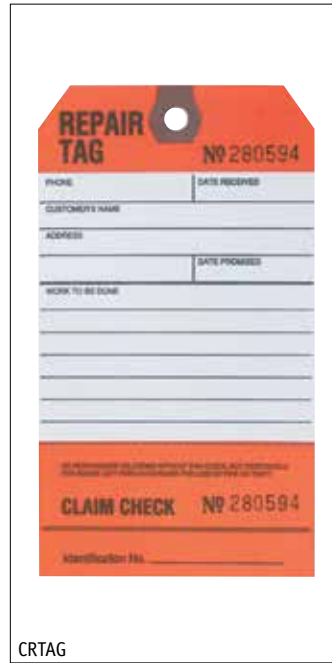 REPAIR
TAG
Nº 280594
PHONE
DATE RECEIVED
CUSTOMER'S NAME
ADDRESS
DATE PROMISED
WORK TO BE DONE
CLAIM CHECK Nº 280594
Identification No.
CRTAG